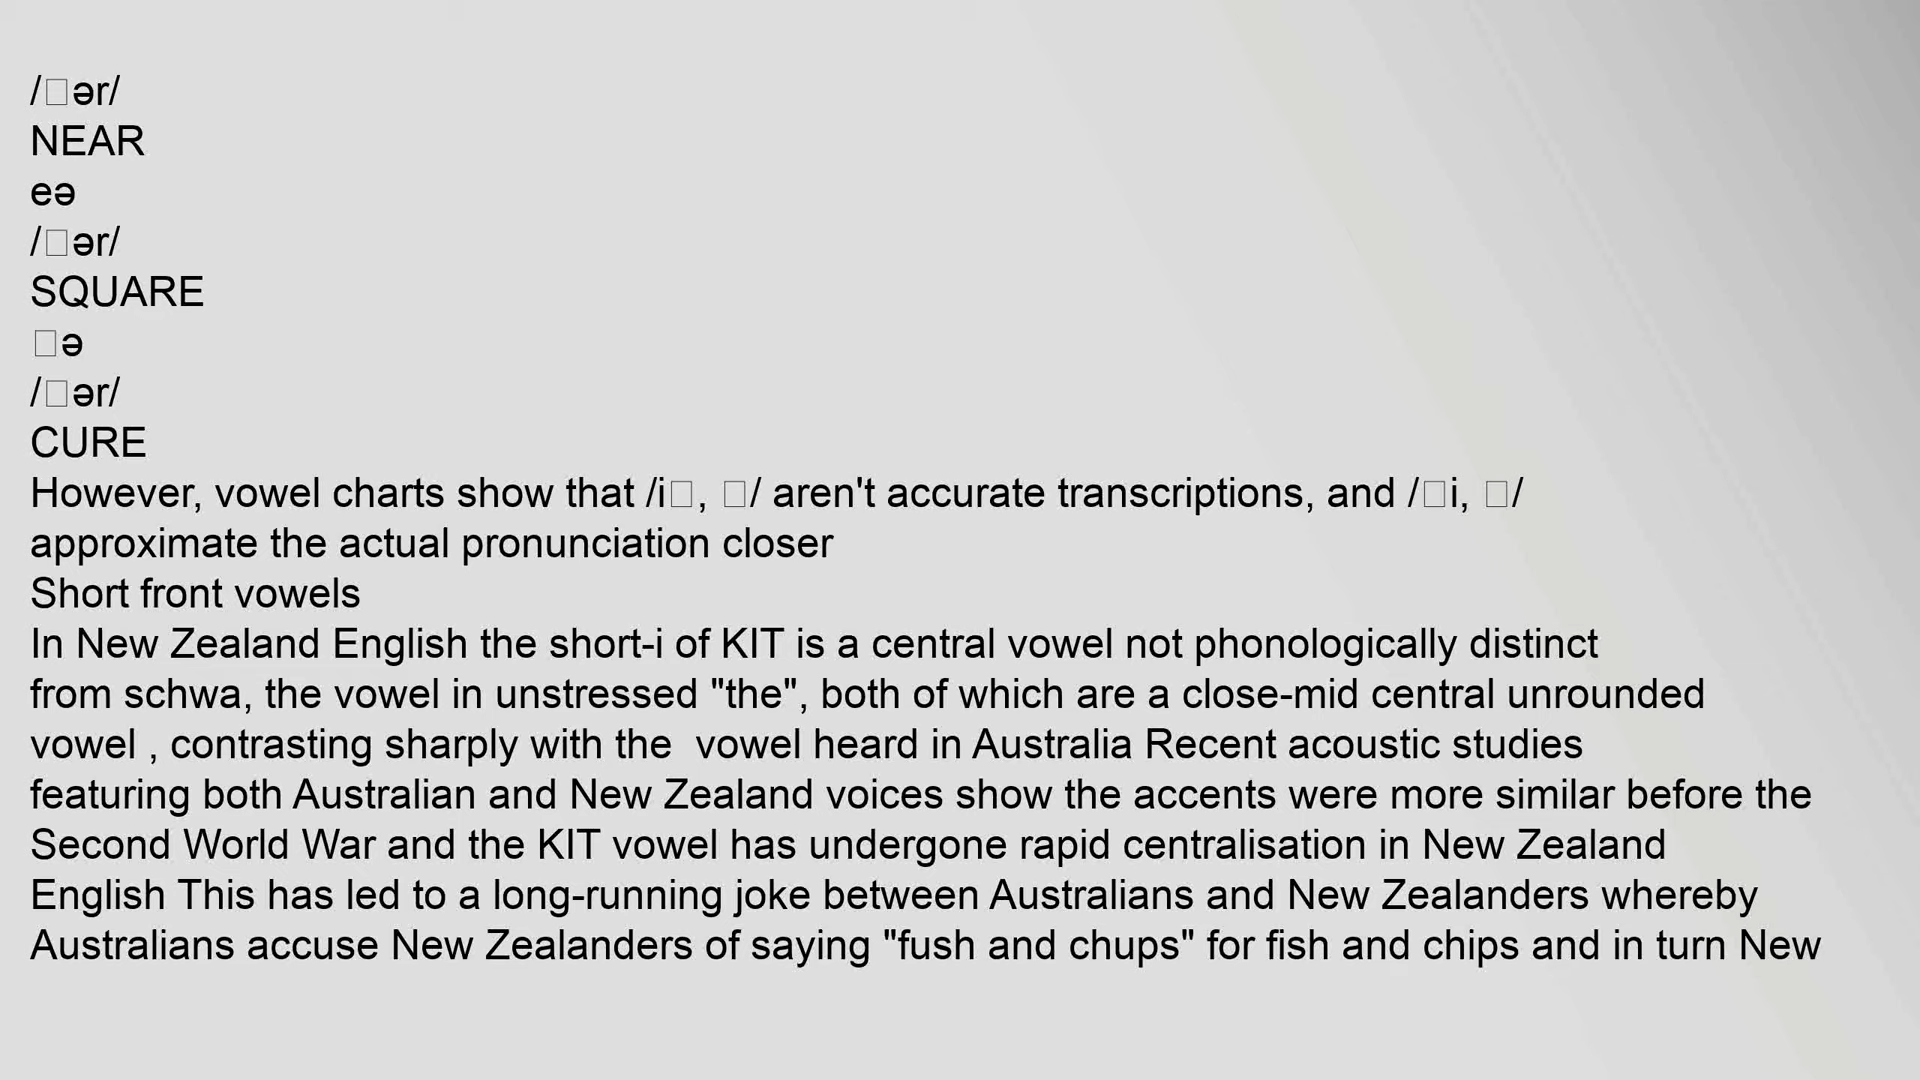 /□ər/
NEAR
eə
/□ər/
SQUARE
□ə
/□ər/
CURE
However, vowel charts show that /i□, □/ aren't accurate transcriptions, and /□i, □/
approximate the actual pronunciation closer
Short front vowels
In New Zealand English the short-i of KIT is a central vowel not phonologically distinct
from schwa, the vowel in unstressed "the", both of which are a close-mid central unrounded
vowel , contrasting sharply with the  vowel heard in Australia Recent acoustic studies
featuring both Australian and New Zealand voices show the accents were more similar before the
Second World War and the KIT vowel has undergone rapid centralisation in New Zealand
English This has led to a long-running joke between Australians and New Zealanders whereby
Australians accuse New Zealanders of saying "fush and chups" for fish and chips and in turn New